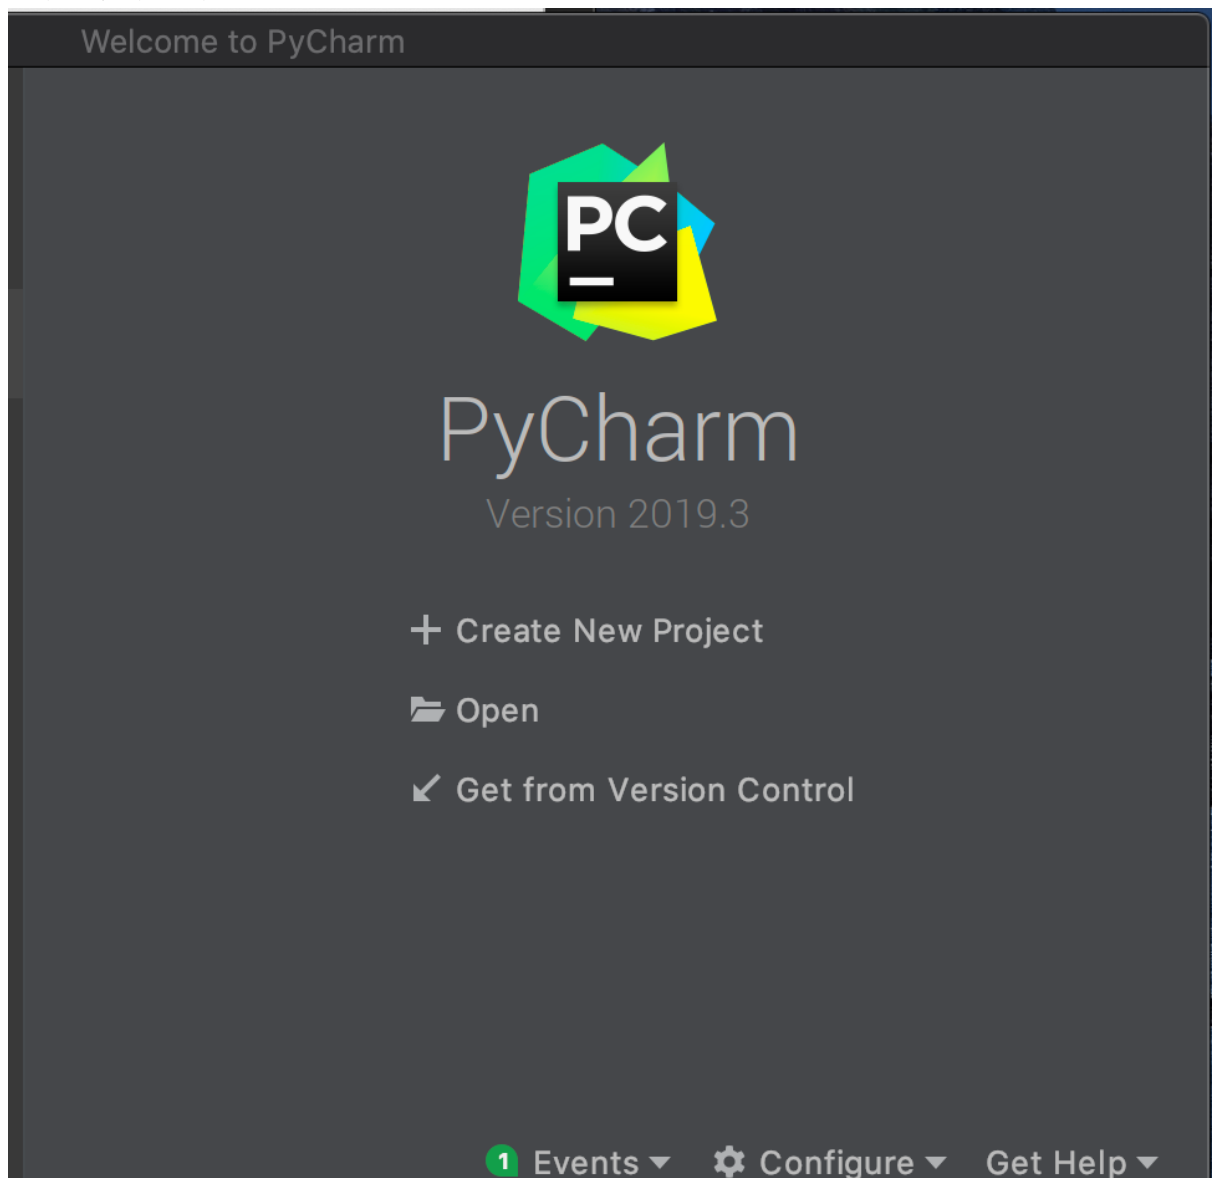 Welcome to PyCharm
PC
PyCharm
Version 2019.3
Create New Project
Open
Get from Version Control
1 Events Configure Get Help